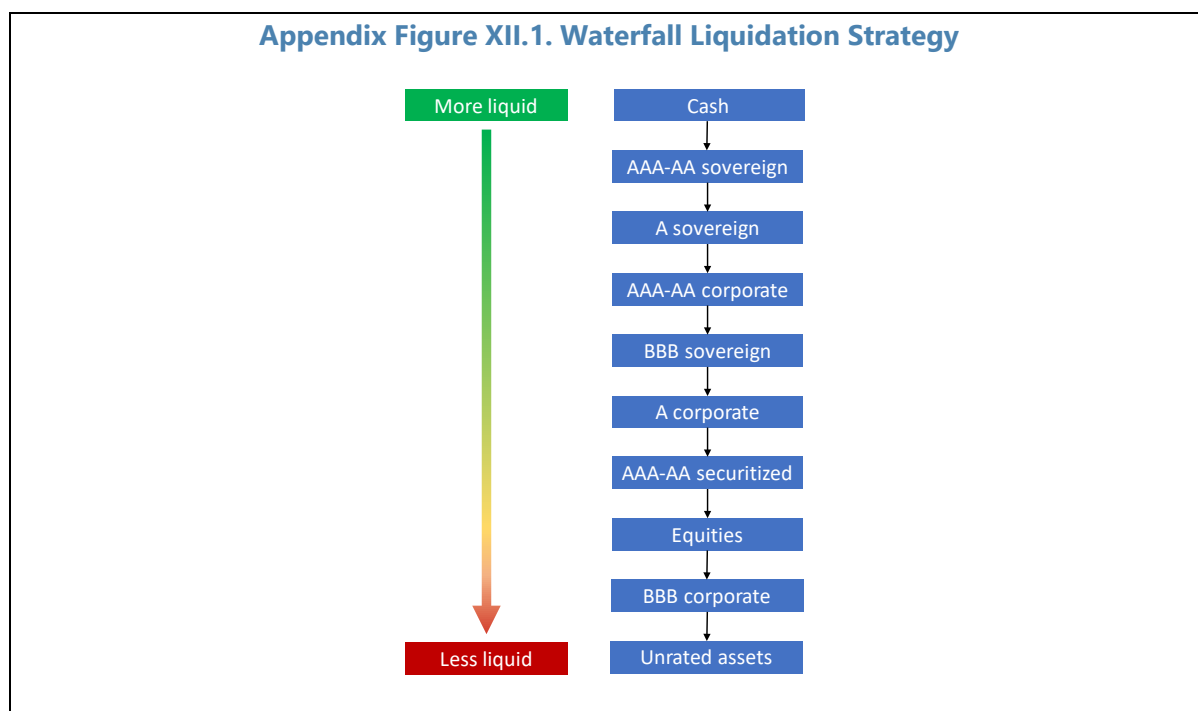 Appendix Figure XII.1. Waterfall Liquidation Strategy
More liquid
Cash
AAA-AA sovereign
A sovereign
AAA-AA corporate
BBB sovereign
A corporate
AAA-AA securitized
Equities
BBB corporate
Less liquid
Unrated assets